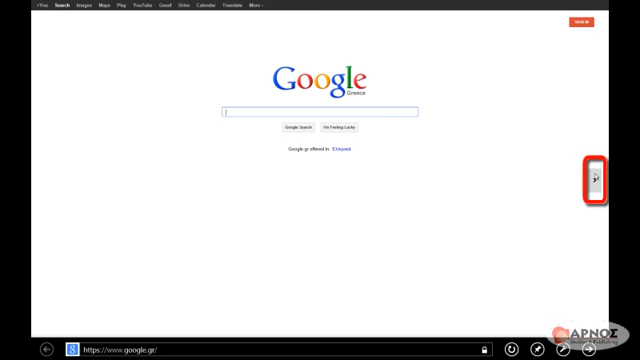 +You Search Images Maps Play YouTube Gmail Drive Calendar Translate More
SIGN IN
Google
Greece
Google Search I'm Feeling Lucky
Google.gr offered in Ελληνικά
https://www.google.gr/
ΑΡΝΟΣ